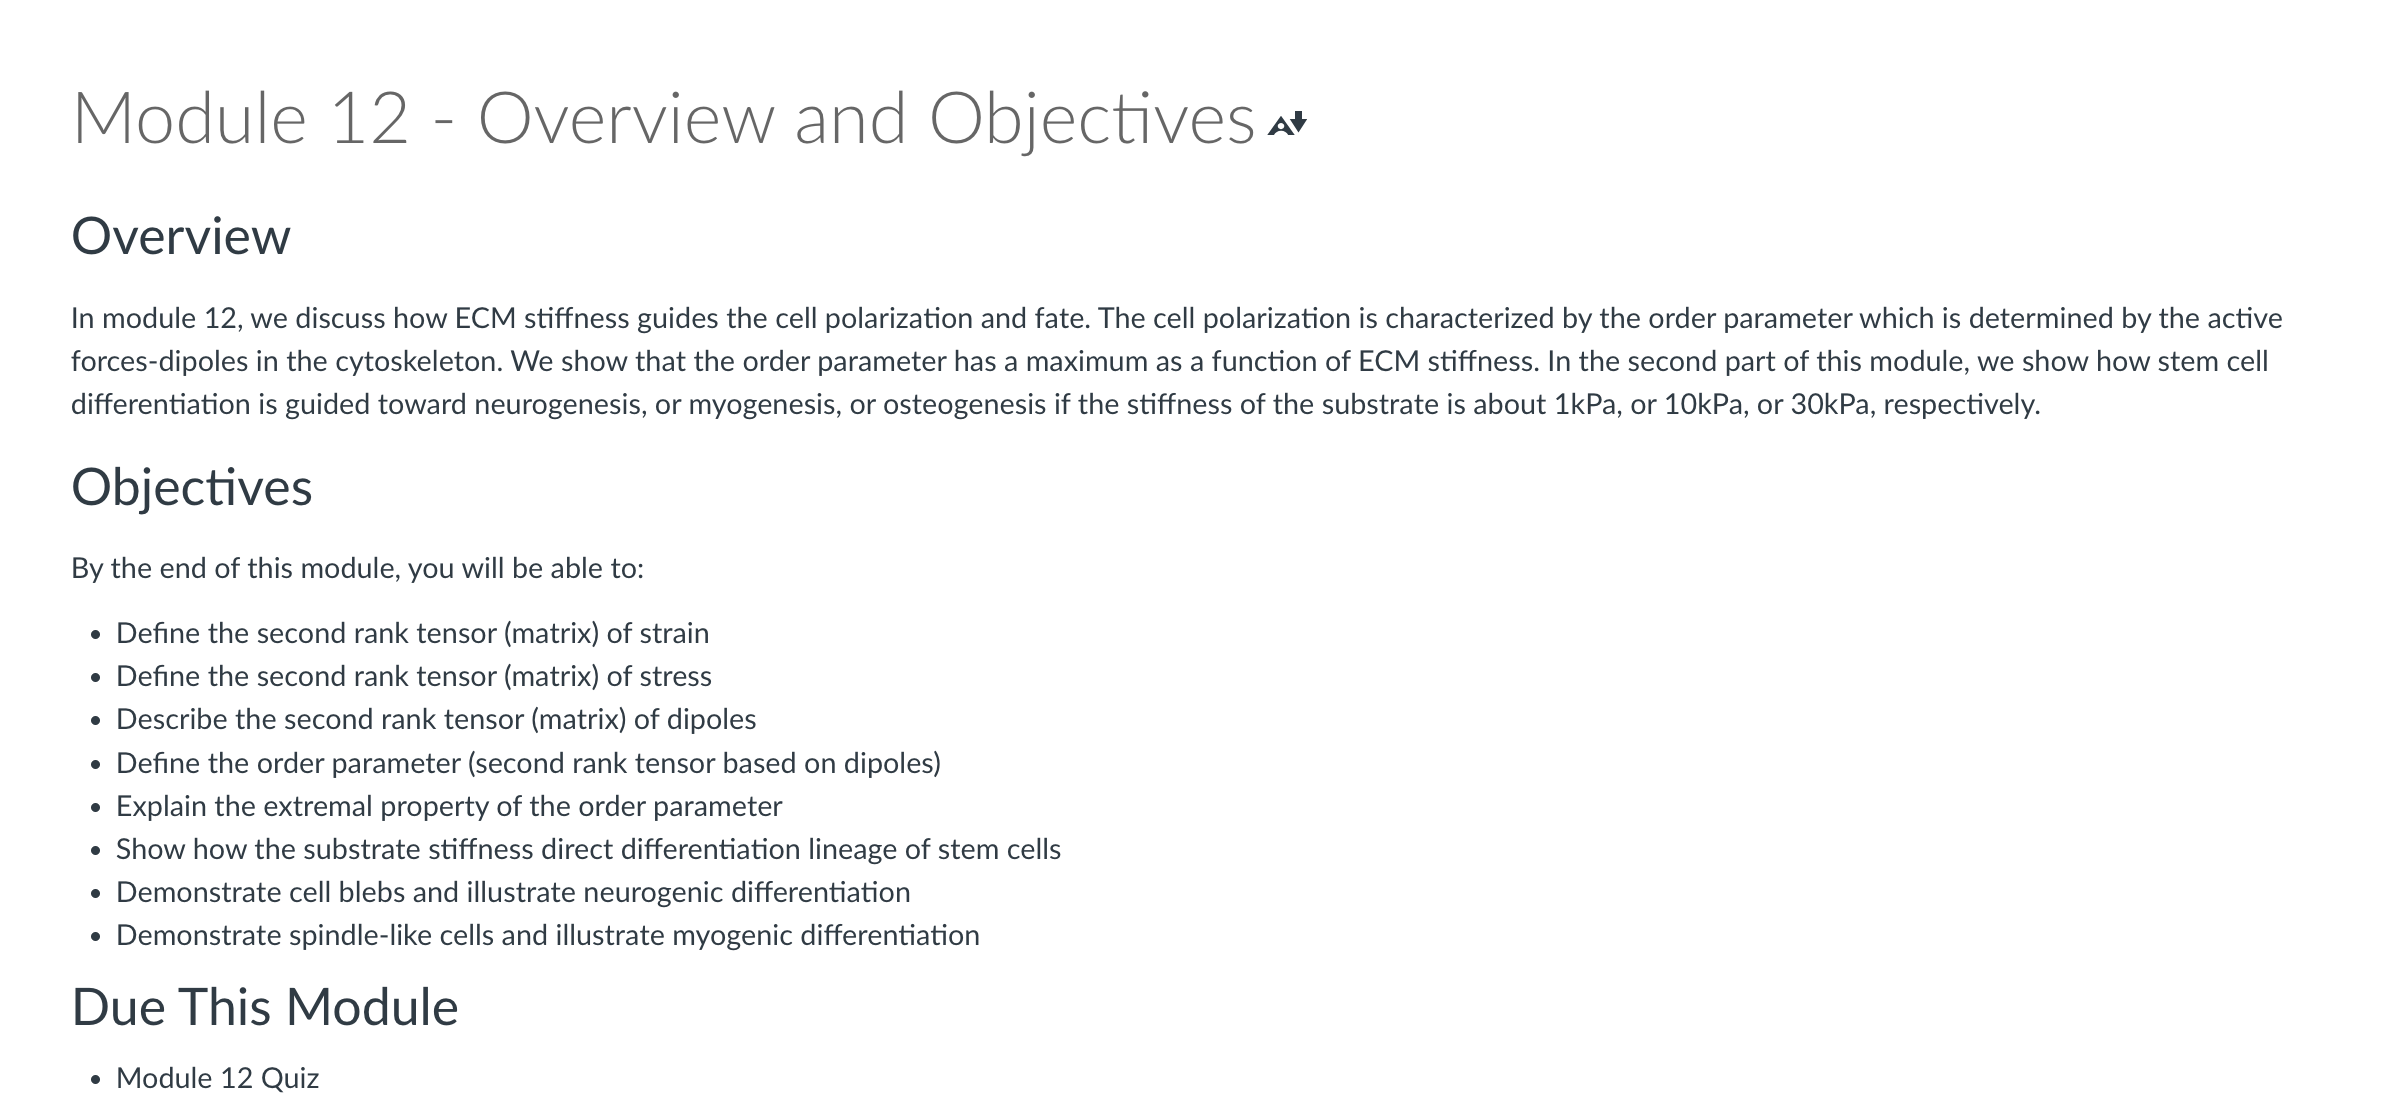 Module 12 - Overview and Objectives
Overview
In module 12, we discuss how ECM stiffness guides the cell polarization and fate. The cell polarization is characterized by the order parameter which is determined by the active
forces-dipoles in the cytoskeleton. We show that the order parameter has a maximum as a function of ECM stiffness. In the second part of this module, we show how stem cell
differentiation is guided toward neurogenesis, or myogenesis, or osteogenesis if the stiffness of the substrate is about 1kPa, or 10kPa, or 30kPa, respectively.
Objectives
By the end of this module, you will be able to:
• Define the second rank tensor (matrix) of strain
• Define the second rank tensor (matrix) of stress
• Describe the second rank tensor (matrix) of dipoles
• Define the order parameter (second rank tensor based on dipoles)
• Explain the extremal property of the order parameter
• Show how the substrate stiffness direct differentiation lineage of stem cells
• Demonstrate cell blebs and illustrate neurogenic differentiation
• Demonstrate spindle-like cells and illustrate myogenic differentiation
Due This Module
• Module 12 Quiz